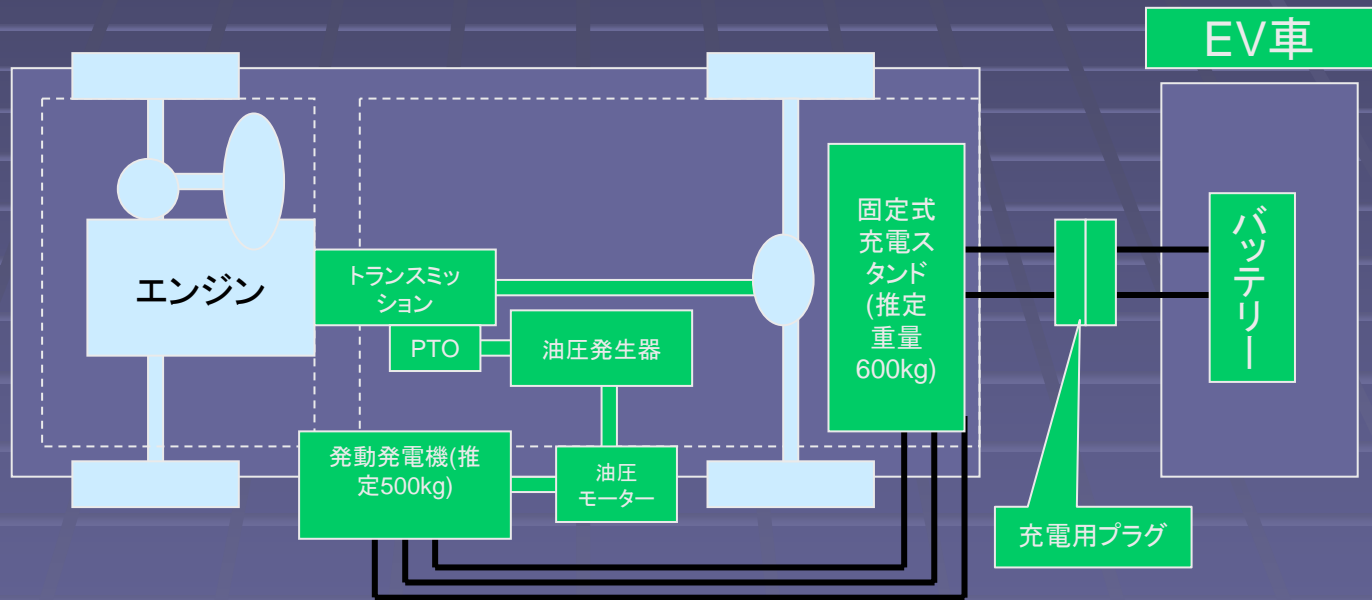 EV車
エンジン
トランスミッ
ション
PTO
油圧発生器
発動発電機(推
定500kg)
油圧
モーター
固定式
充電ス
タンド
(推定
重量
600kg)
バッテリー
充電用プラグ